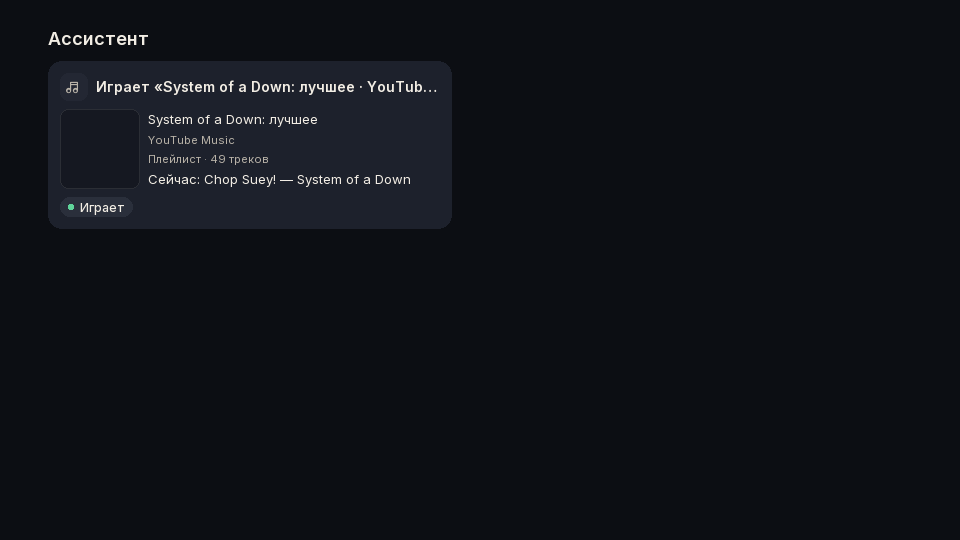 Ассистент
Играет «System of a Down: лучшее · YouTub…
System of a Down: лучшее
YouTube Music
Плейлист · 49 треков
Сейчас: Chop Suey! — System of a Down
Играет